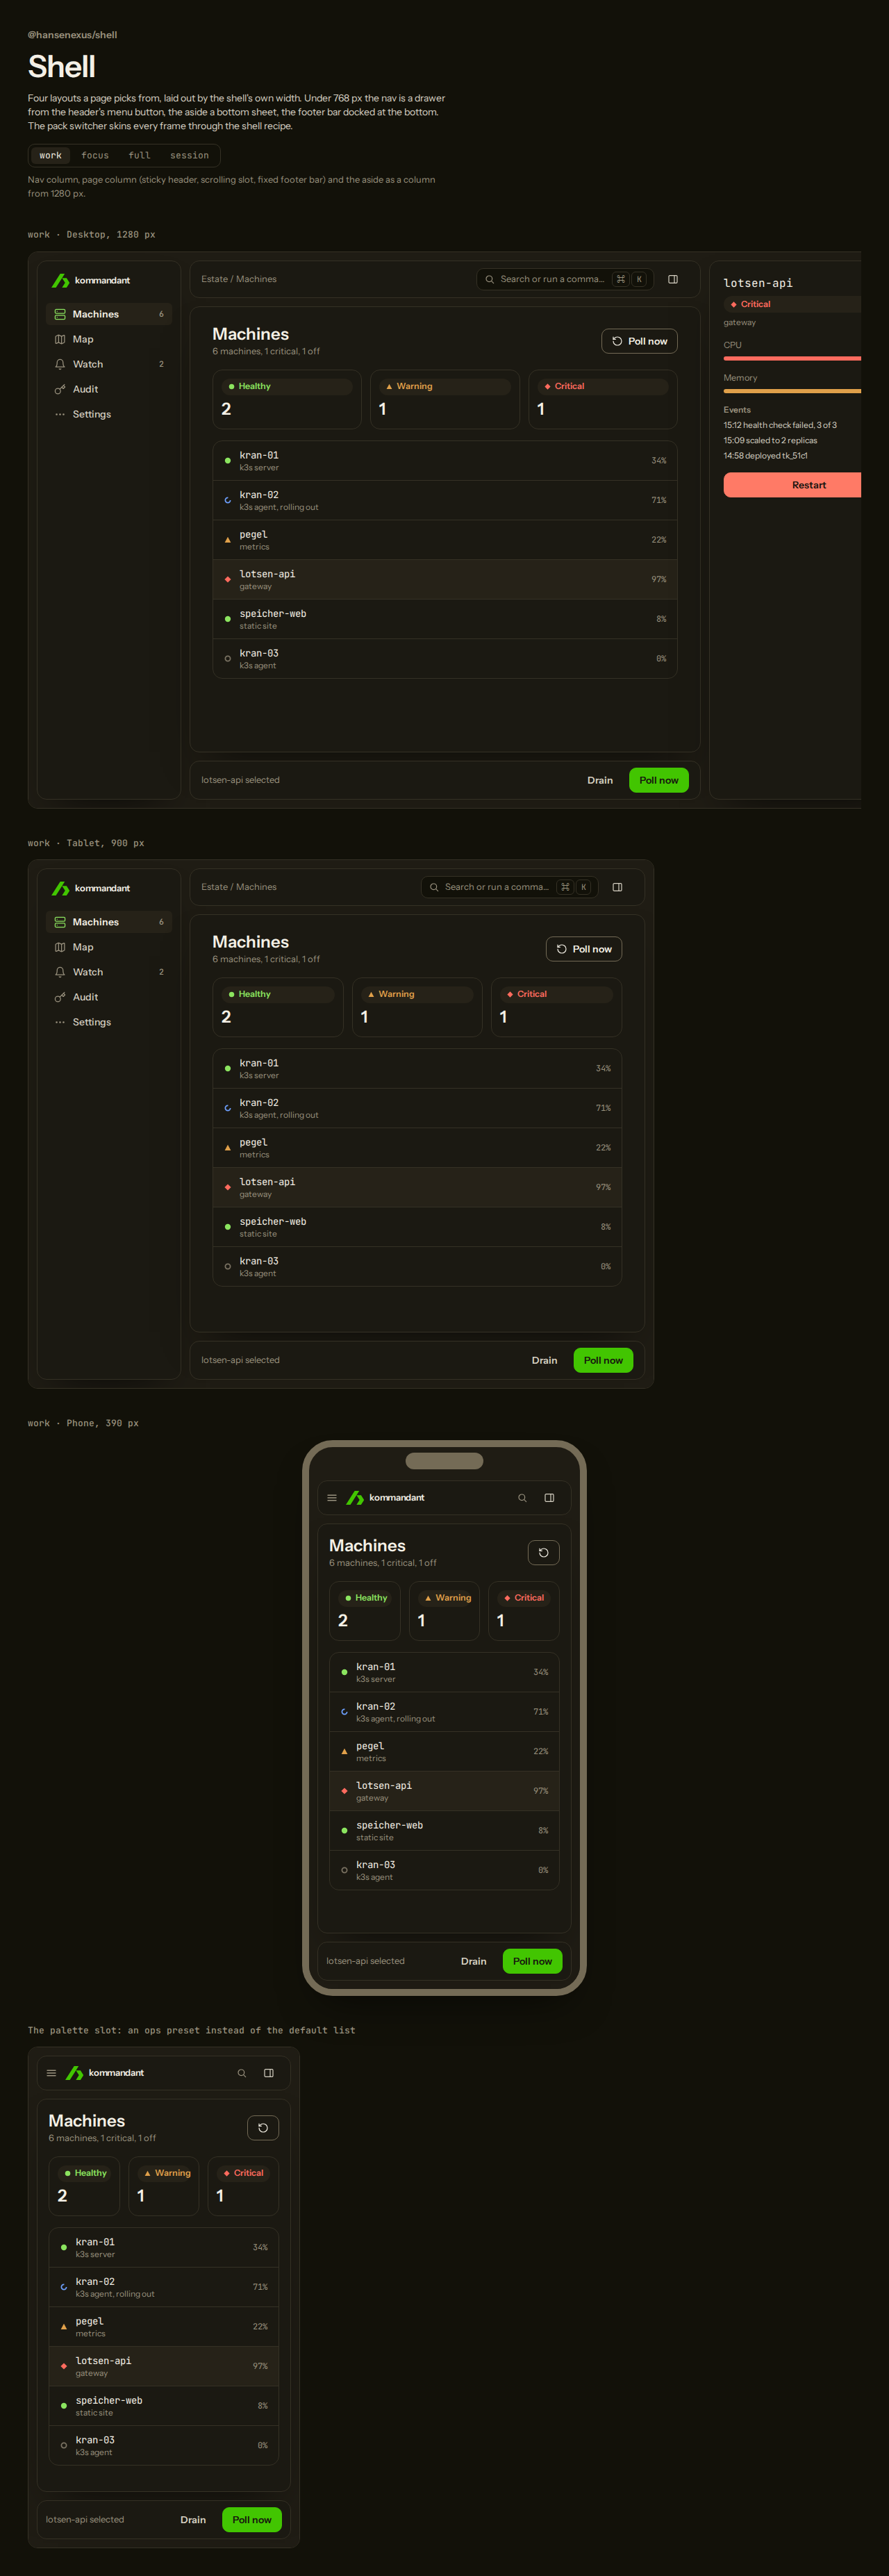 @hansenexus/shell
Shell
Four layouts a page picks from, laid out by the shell's own width. Under 768 px the nav is a drawer
from the header's menu button, the aside a bottom sheet, the footer bar docked at the bottom.
The pack switcher skins every frame through the shell recipe.
work focus full session
Nav column, page column (sticky header, scrolling slot, fixed footer bar) and the aside as a column
from 1280 px.
work · Desktop, 1280 px
kommandant
Machines 6
Map
Watch 2
Audit
Settings
Estate / Machines
Search or run a comma... ⌘ K
Machines
6 machines, 1 critical, 1 off
Poll now
Healthy
2
Warning
1
Critical
1
kran-01
k3s server
34%
kran-02
k3s agent, rolling out
71%
pegel
metrics
22%
lotsen-api
gateway
97%
speicher-web
static site
8%
kran-03
k3s agent
0%
lotsen-api selected
Drain
Poll now
lotsen-api
Critical
gateway
CPU
Memory
Events
15:12 health check failed, 3 of 3
15:09 scaled to 2 replicas
14:58 deployed tk_51c1
Restart
work · Tablet, 900 px
kommandant
Machines 6
Map
Watch 2
Audit
Settings
Estate / Machines
Search or run a comma... ⌘ K
Machines
6 machines, 1 critical, 1 off
Poll now
Healthy
2
Warning
1
Critical
1
kran-01
k3s server
34%
kran-02
k3s agent, rolling out
71%
pegel
metrics
22%
lotsen-api
gateway
97%
speicher-web
static site
8%
kran-03
k3s agent
0%
lotsen-api selected
Drain
Poll now
work · Phone, 390 px
kommandant
Machines
6 machines, 1 critical, 1 off
Healthy
2
Warning
1
Critical
1
kran-01
k3s server
34%
kran-02
k3s agent, rolling out
71%
pegel
metrics
22%
lotsen-api
gateway
97%
speicher-web
static site
8%
kran-03
k3s agent
0%
lotsen-api selected
Drain
Poll now
The palette slot: an ops preset instead of the default list
kommandant
Machines
6 machines, 1 critical, 1 off
Healthy
2
Warning
1
Critical
1
kran-01
k3s server
34%
kran-02
k3s agent, rolling out
71%
pegel
metrics
22%
lotsen-api
gateway
97%
speicher-web
static site
8%
kran-03
k3s agent
0%
lotsen-api selected
Drain
Poll now